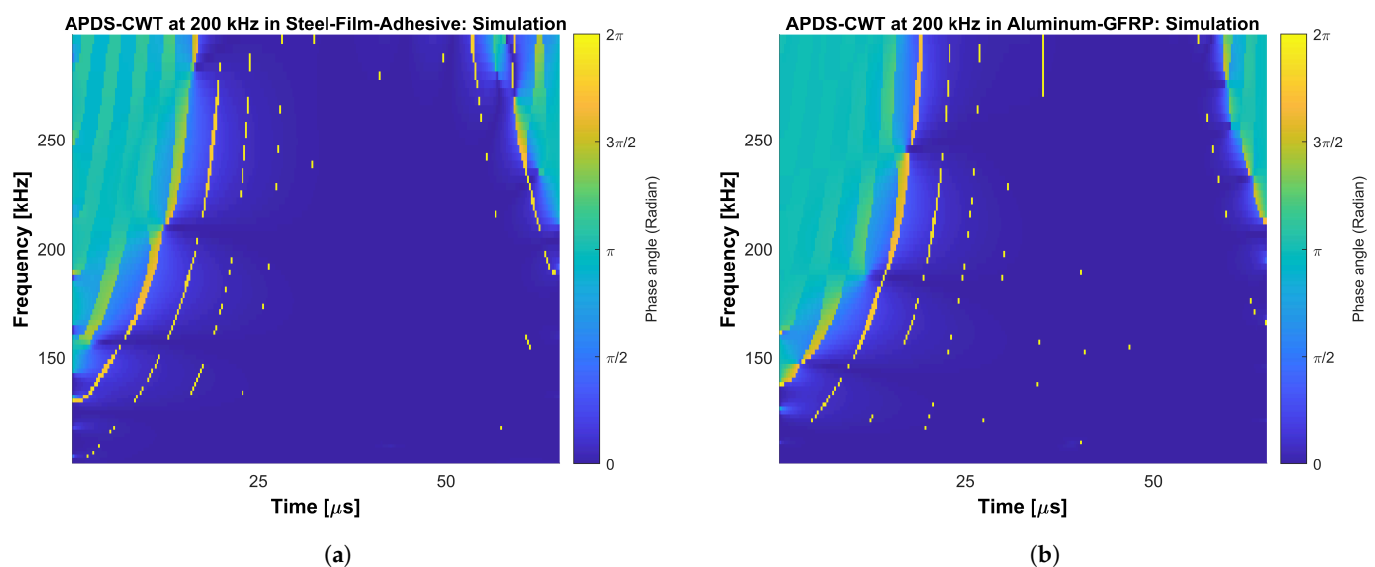 APDS-CWT at 200 kHz in Steel-Film-Adhesive: Simulation
2π
3π/2
π
π/2
0
Phase angle (Radian)
250
200
150
Frequency [kHz]
25
50
Time [μs]
(a)
APDS-CWT at 200 kHz in Aluminum-GFRP: Simulation
2π
3π/2
π
π/2
0
Phase angle (Radian)
250
200
150
Frequency [kHz]
25
50
Time [μs]
(b)